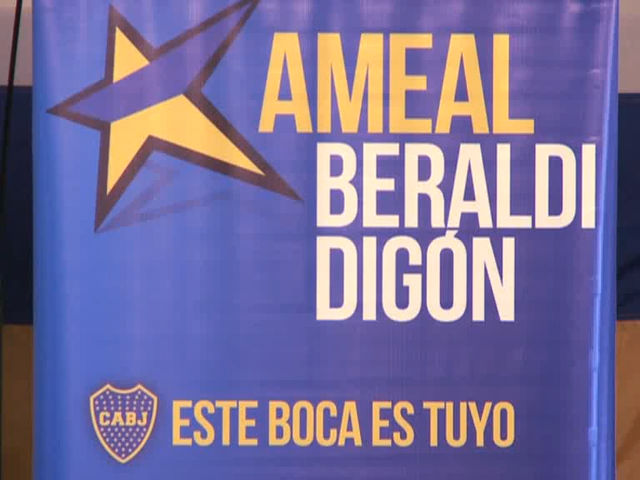 AMEAL
BERALDI
DIGÓN
CABJ
ESTE BOCA ES TUYO